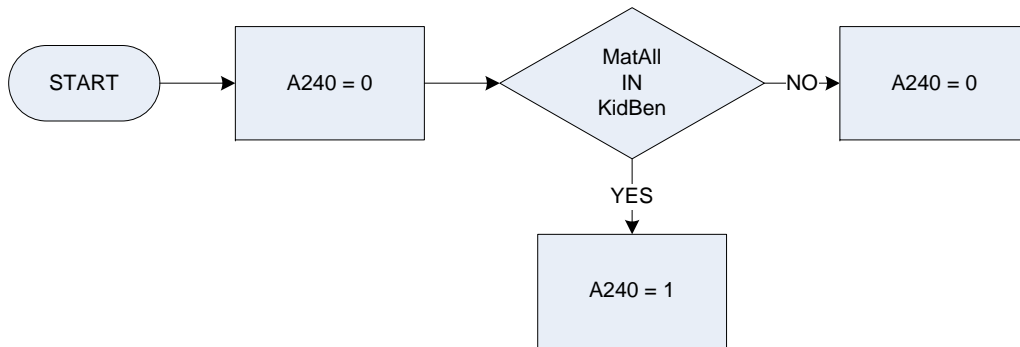 START
A240 = 0
MatAll
IN
KidBen
NO
A240 = 0
YES
A240 = 1